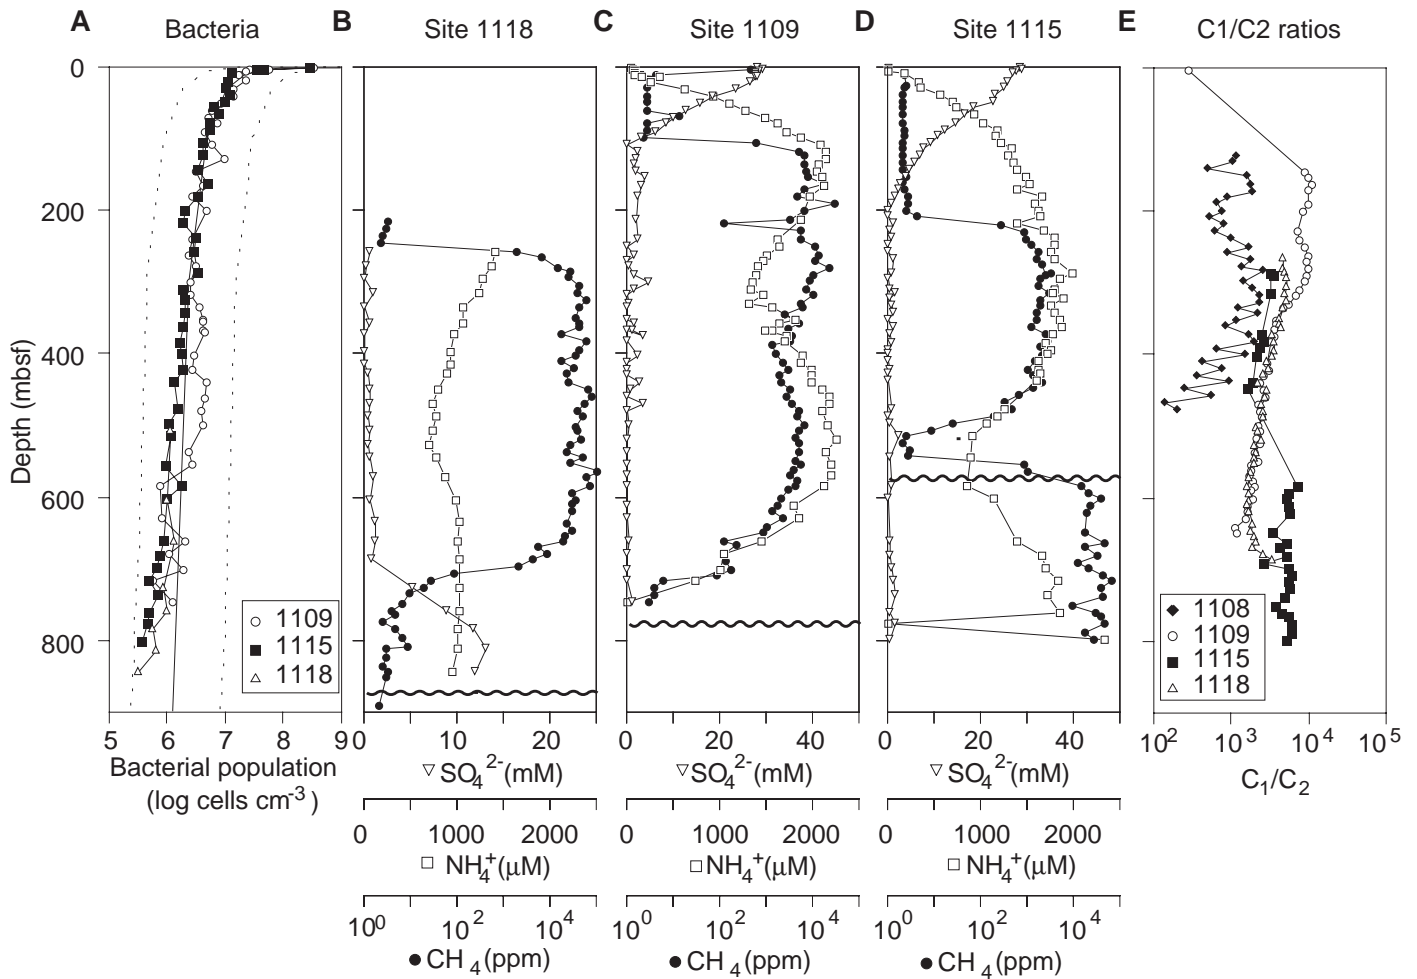 A Bacteria B Site 1118 C Site 1109 D Site 1115 E C1/C2 ratios
0
200
400
600
800
Depth (mbsf)
1109
1115
1118
1108
1109
1115
1118
5 6 7 8 9
0 10 20
0 20 40
0 20 40
10² 10³ 10⁴ 10⁵
Bacterial population
(log cells cm⁻³)
SO₄²⁻(mM)
SO₄²⁻(mM)
SO₄²⁻(mM)
C₁/C₂
0 1000 2000
0 1000 2000
0 1000 2000
NH₄⁺(μM)
NH₄⁺(μM)
NH₄⁺(μM)
10⁰ 10² 10⁴
10⁰ 10² 10⁴
10⁰ 10² 10⁴
CH₄(ppm)
CH₄(ppm)
CH₄(ppm)